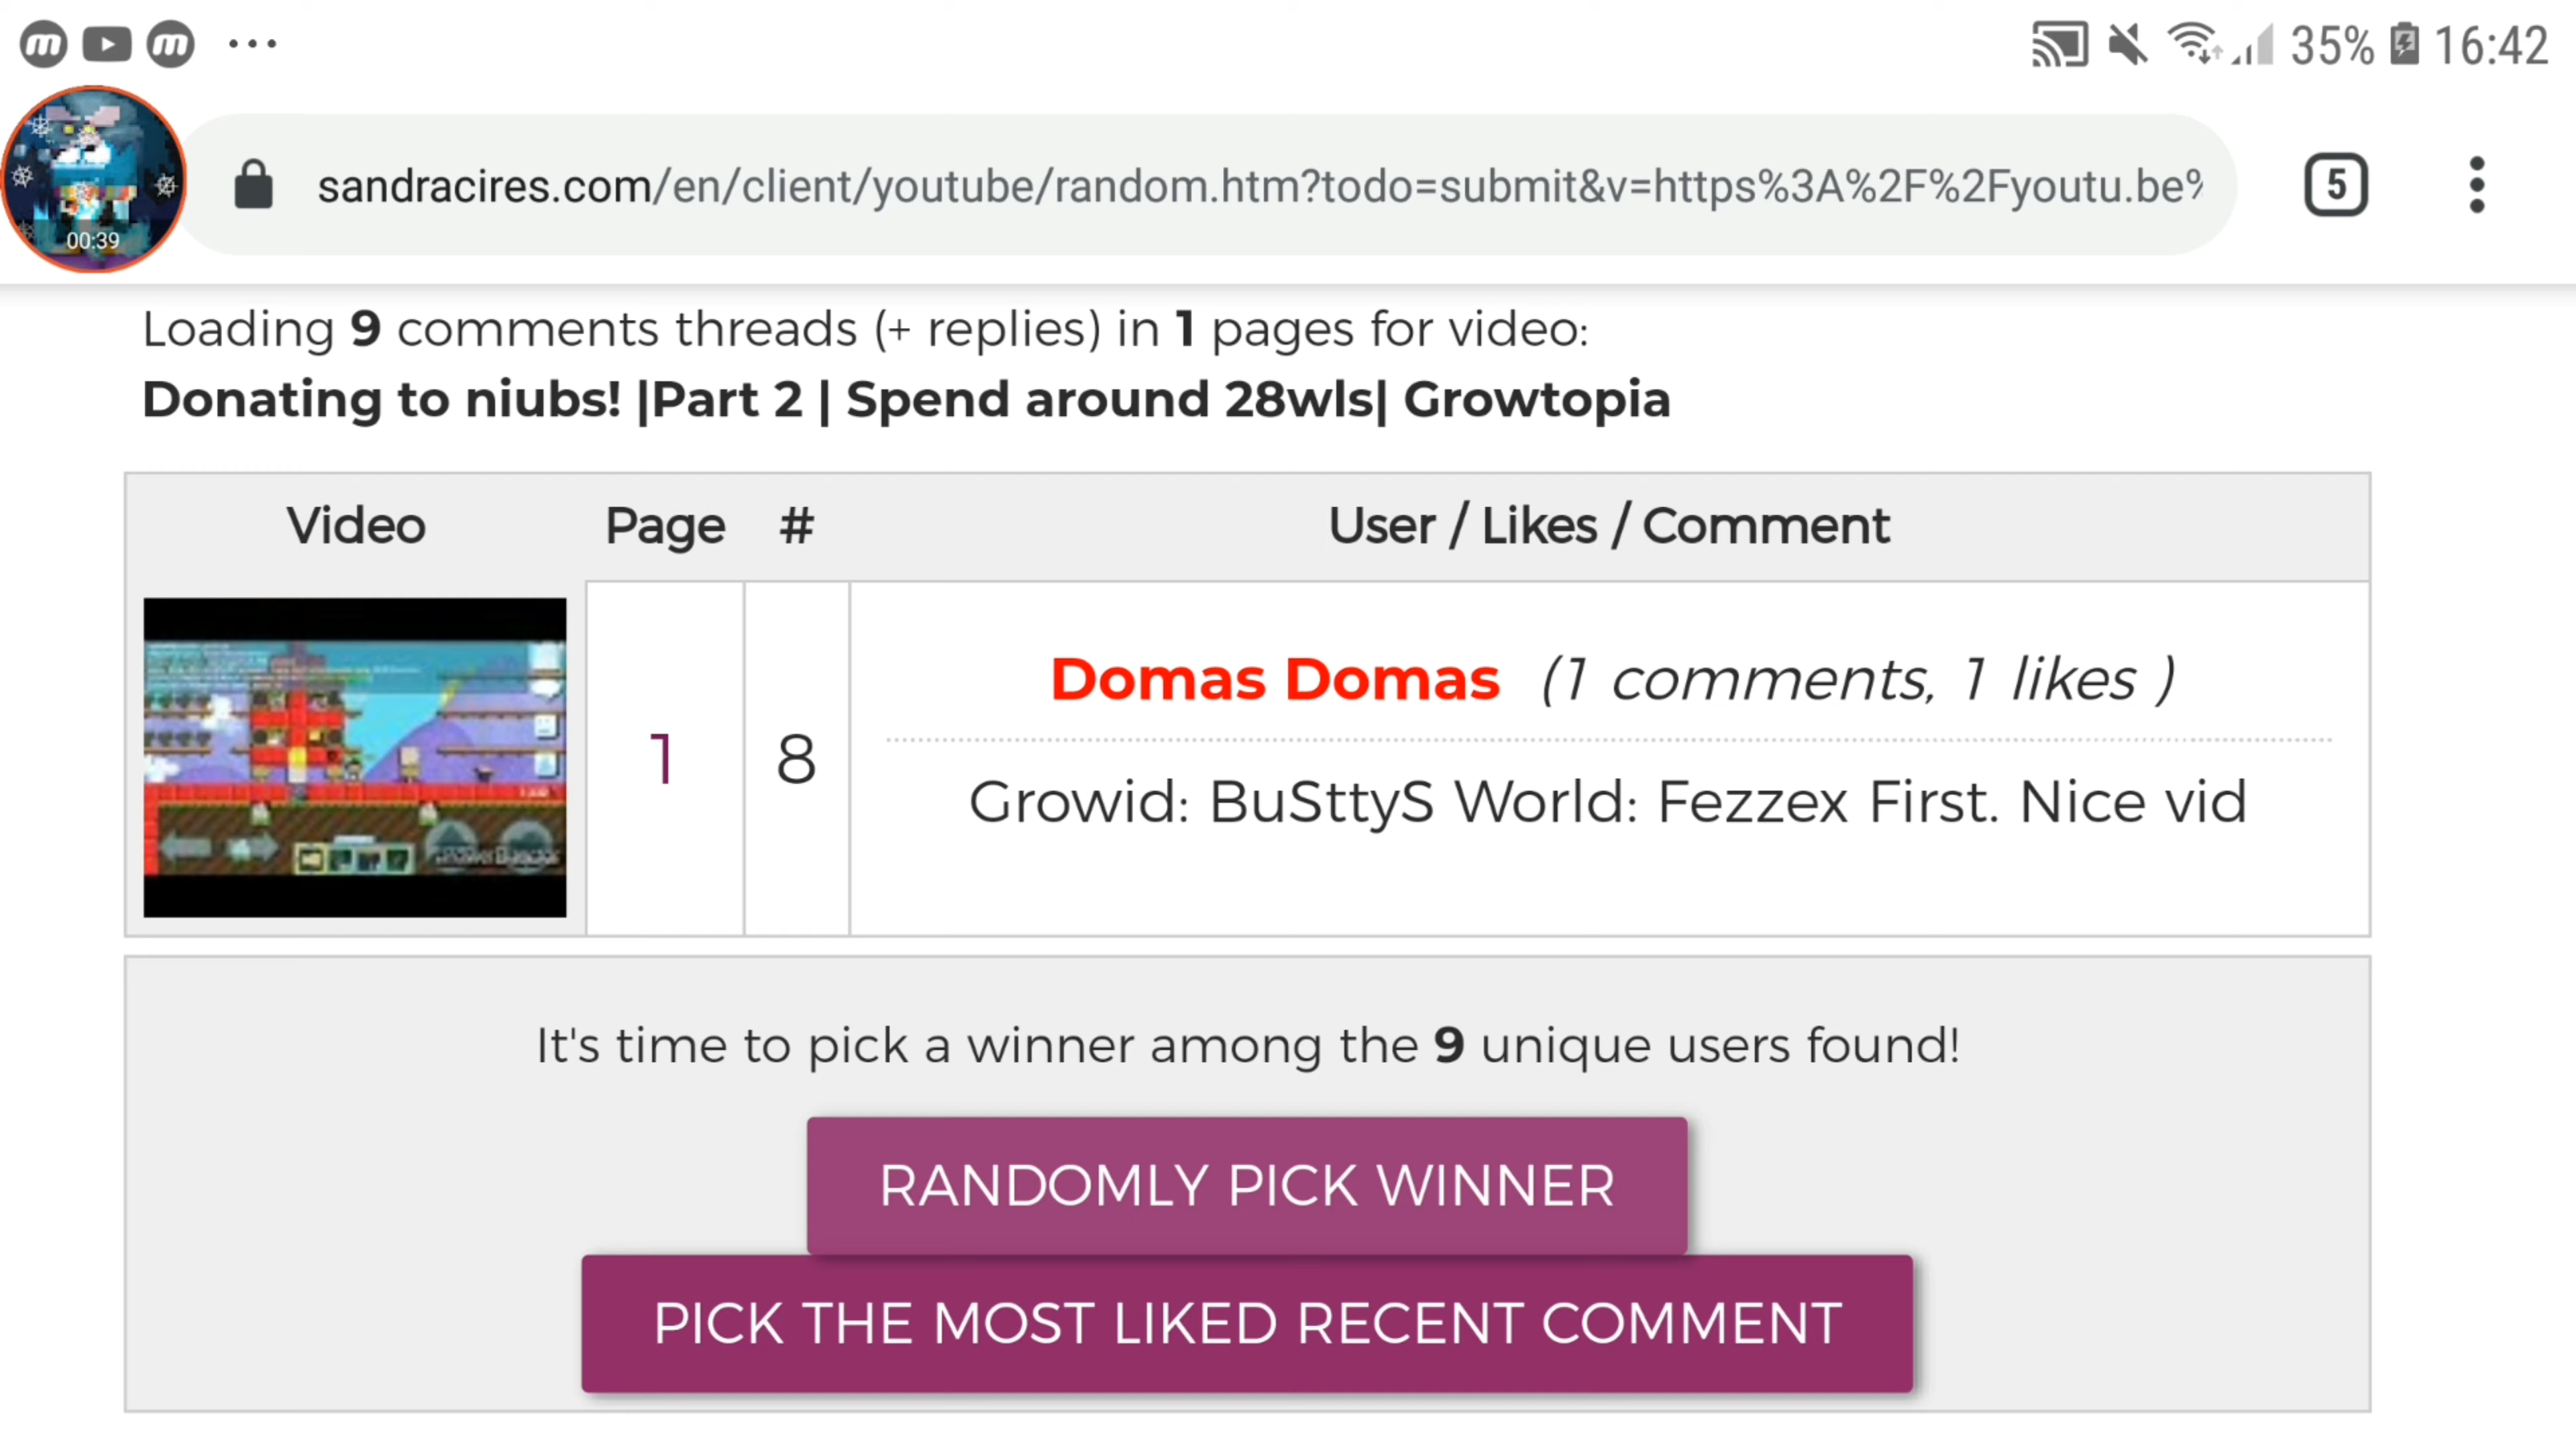 35% 16:42
00:39
sandracires.com/en/client/youtube/random.htm?todo=submit&v=https%3A%2F%2Fyoutu.be%
5
Loading 9 comments threads (+ replies) in 1 pages for video:
Donating to niubs! |Part 2 | Spend around 28wls| Growtopia
Video Page # User / Likes / Comment
1 8 Domas Domas (1 comments, 1 likes )
Growid: BuSttyS World: Fezzex First. Nice vid
It's time to pick a winner among the 9 unique users found!
RANDOMLY PICK WINNER
PICK THE MOST LIKED RECENT COMMENT